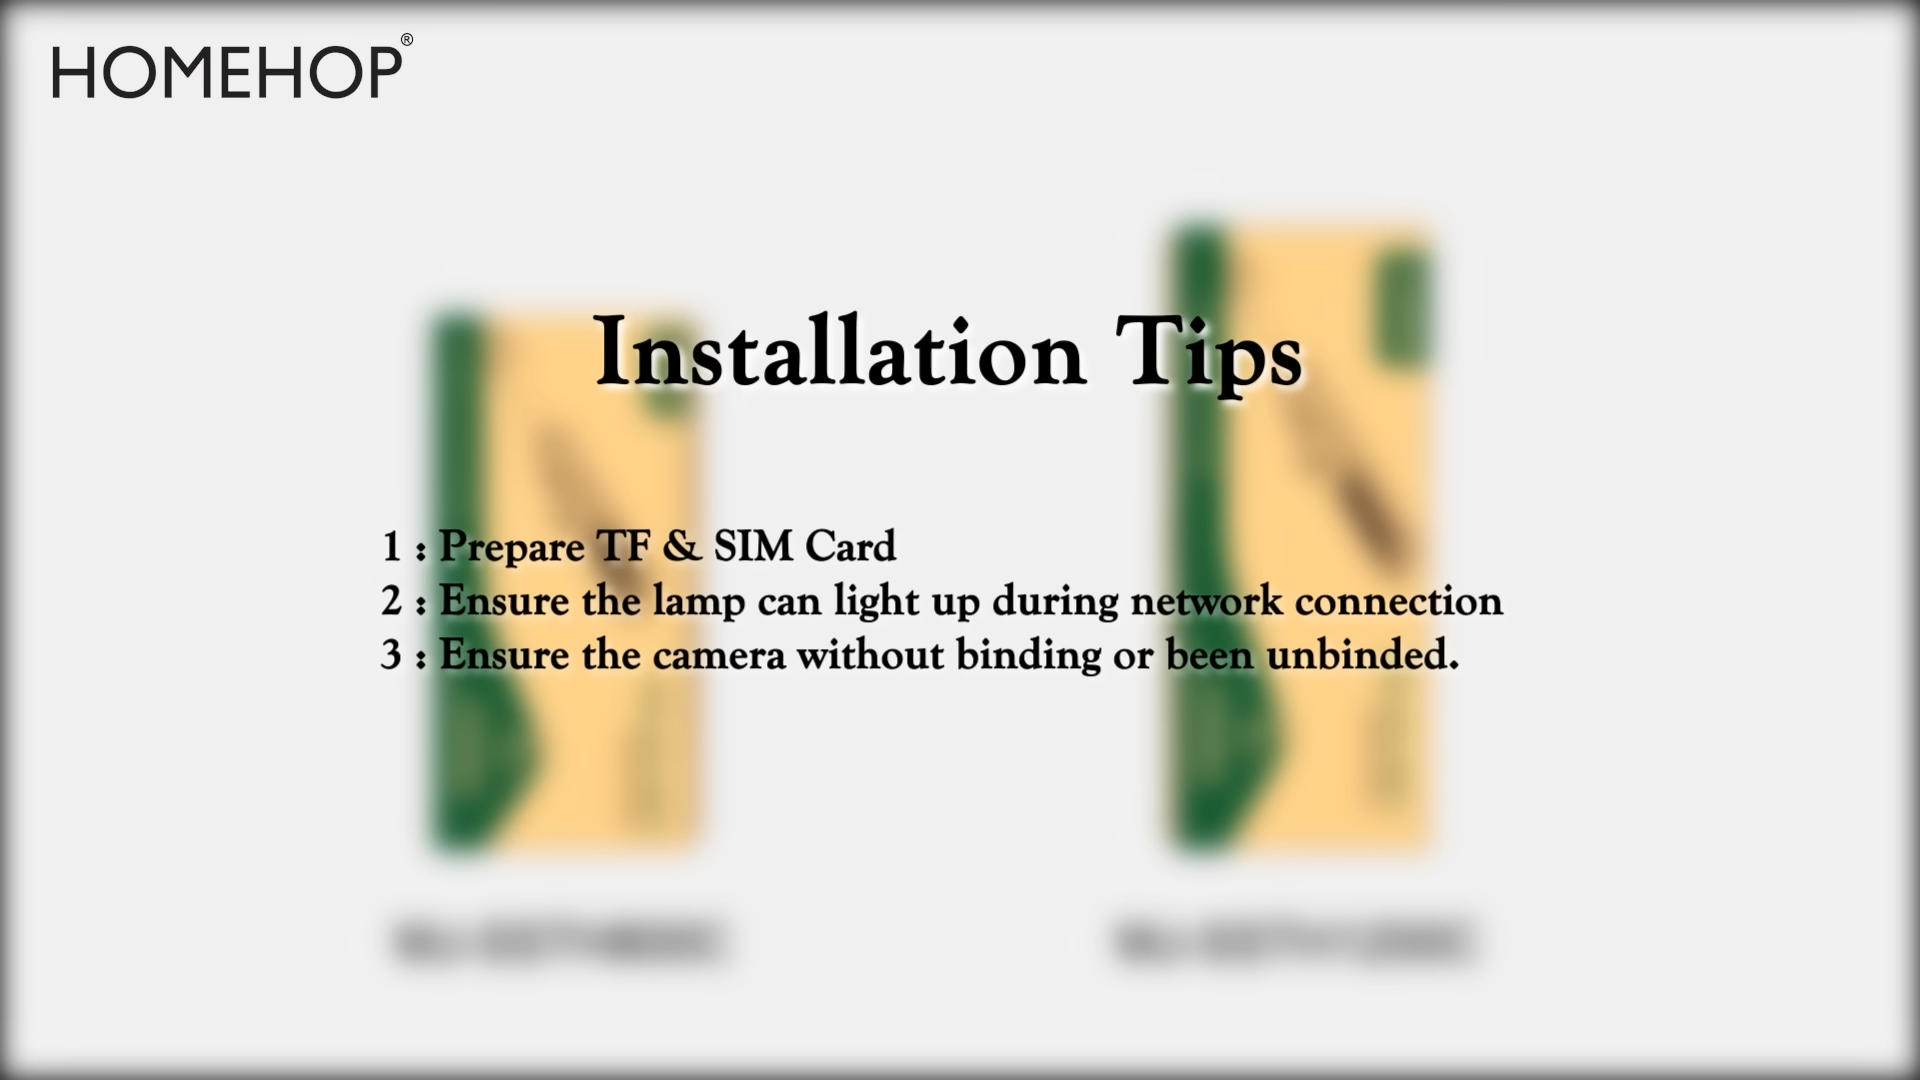 HOMEHOP®
Installation Tips
1 : Prepare TF & SIM Card
2 : Ensure the lamp can light up during network connection
3 : Ensure the camera without binding or been unbinded.